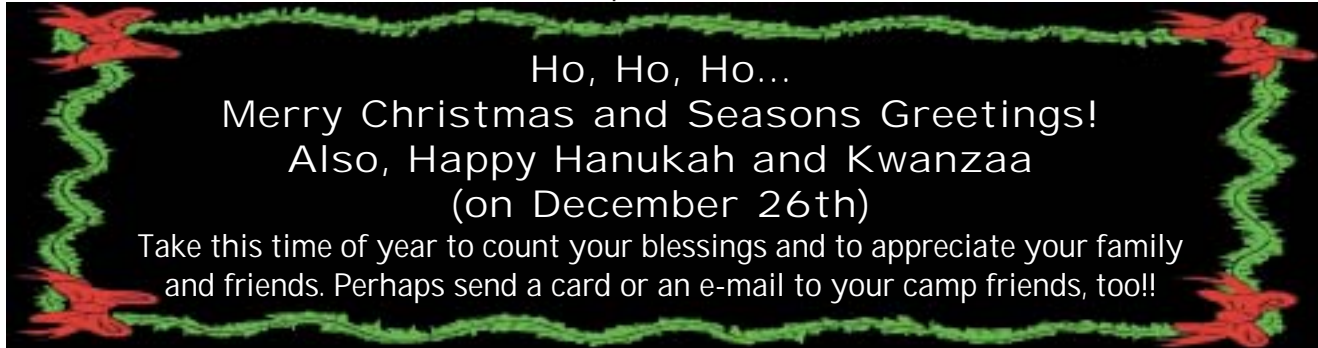 Ho, Ho, Ho...
Merry Christmas and Seasons Greetings!
Also, Happy Hanukah and Kwanzaa
(on December 26th)
Take this time of year to count your blessings and to appreciate your family
and friends. Perhaps send a card or an e-mail to your camp friends, too!!